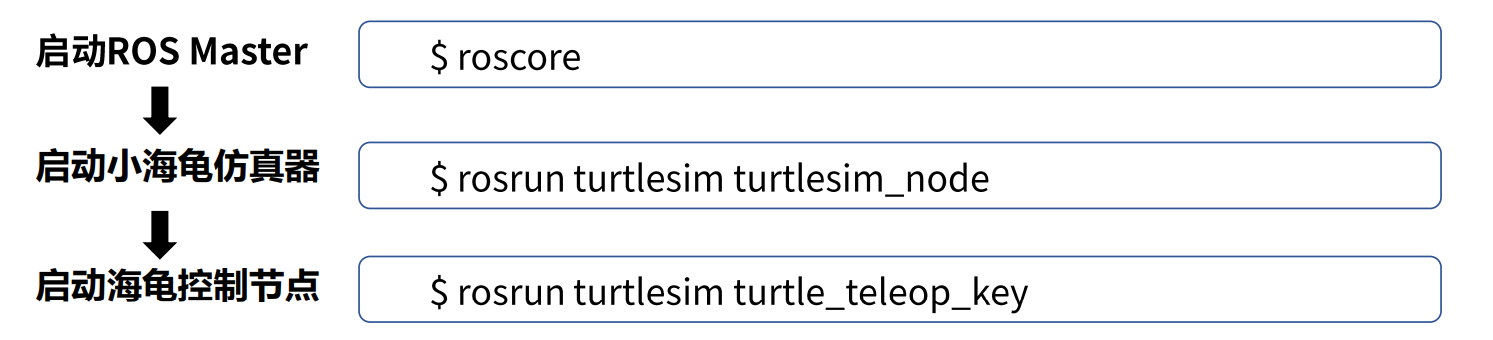 启动ROS Master
$ roscore
启动小海龟仿真器
$ rosrun turtlesim turtlesim_node
启动海龟控制节点
$ rosrun turtlesim turtle_teleop_key